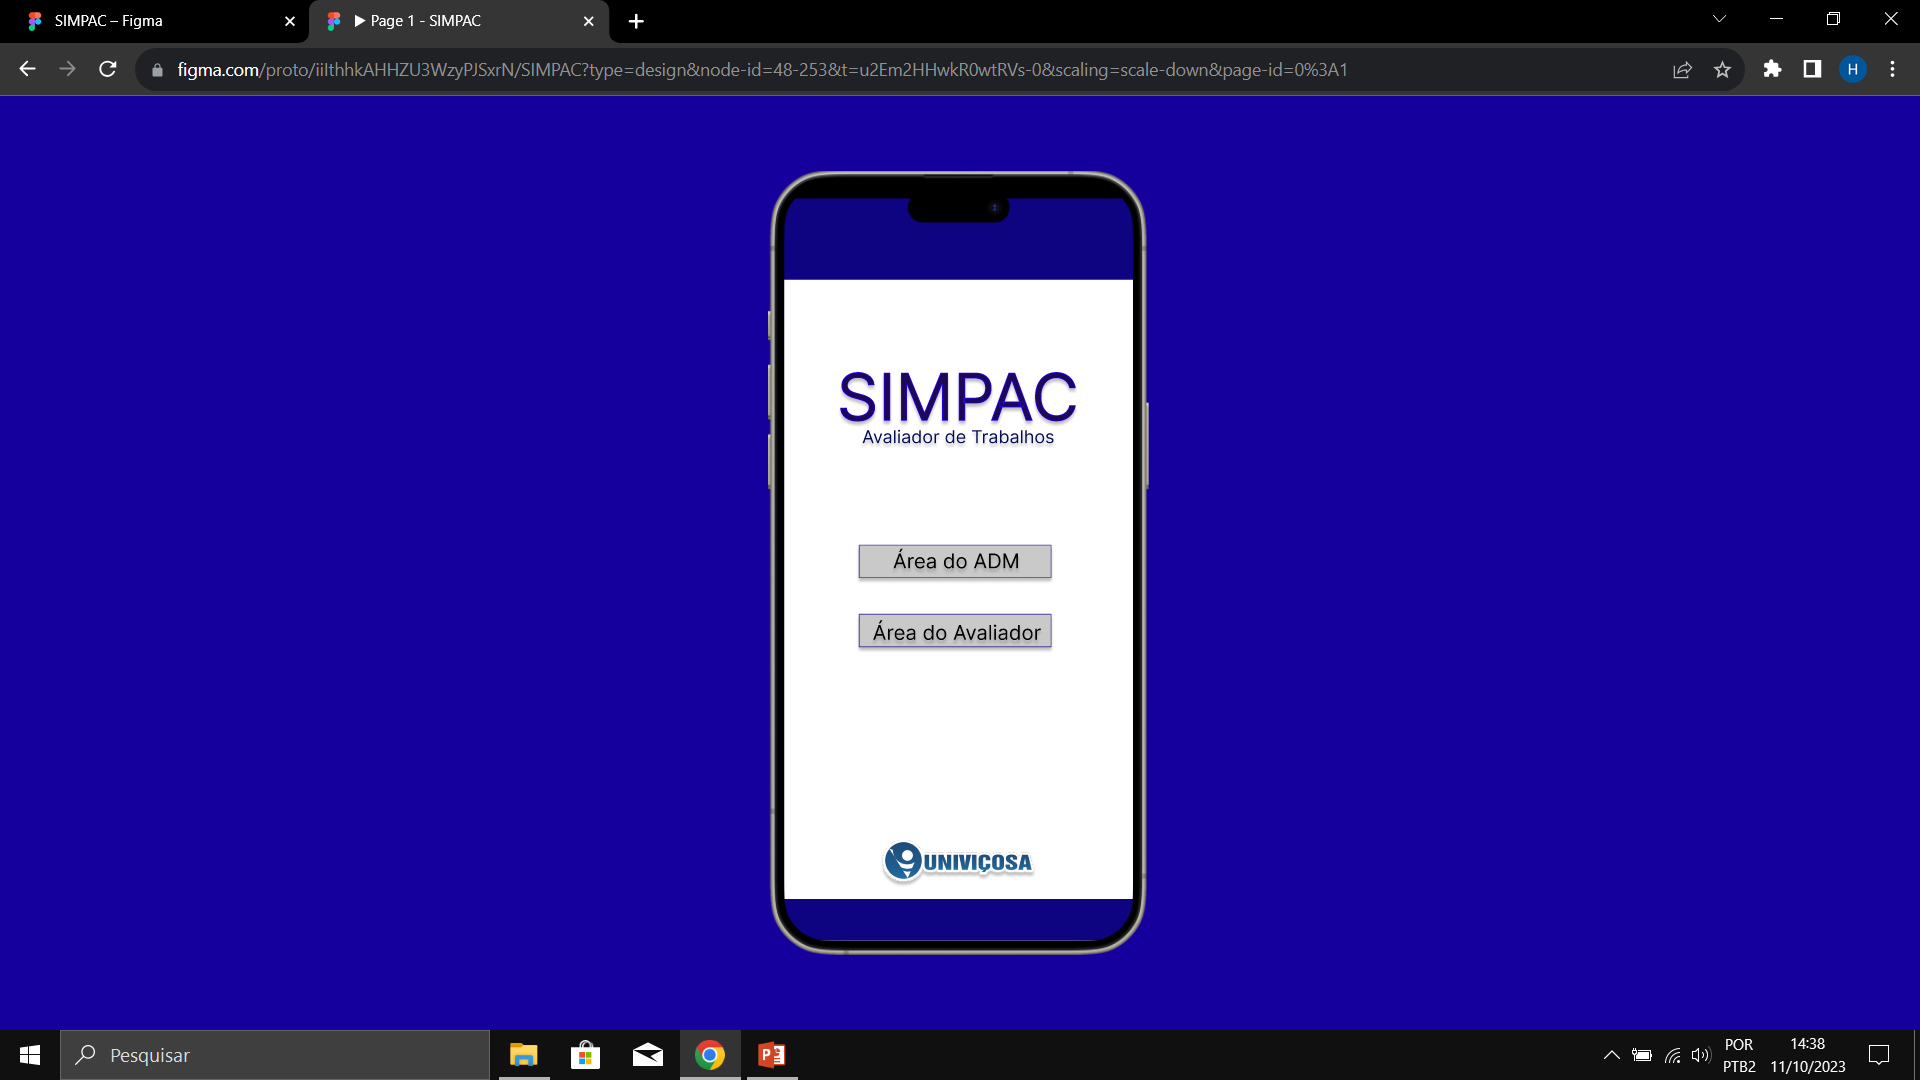 SIMPAC – Figma
▶ Page 1 - SIMPAC
figma.com/proto/iiIthhkAHHZU3WzyPJSxrN/SIMPAC?type=design&node-id=48-253&t=u2Em2HHwkR0wtRVs-0&scaling=scale-down&page-id=0%3A1
H
SIMPAC
Avaliador de Trabalhos
Área do ADM
Área do Avaliador
UNIVIÇOSA
Pesquisar
POR
PTB2
14:38
11/10/2023